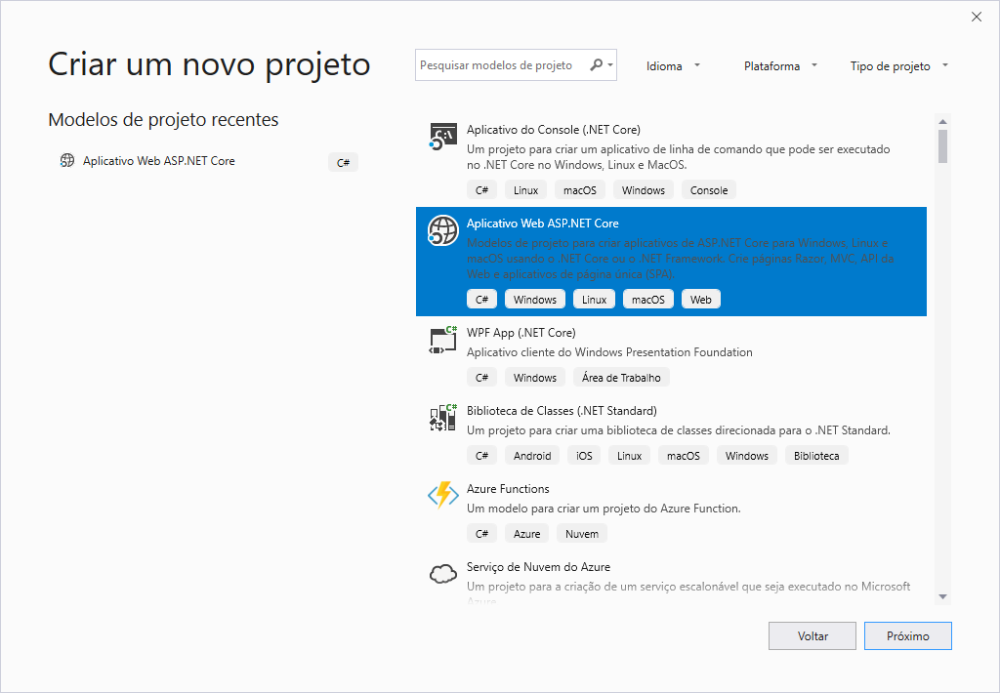 Criar um novo projeto
Pesquisar modelos de projeto
Idioma
Plataforma
Tipo de projeto
Modelos de projeto recentes
Aplicativo Web ASP.NET Core
C#
Aplicativo do Console (.NET Core)
Um projeto para criar um aplicativo de linha de comando que pode ser executado
no .NET Core no Windows, Linux e MacOS.
C# Linux macOS Windows Console
Aplicativo Web ASP.NET Core
Modelos de projeto para criar aplicativos de ASP.NET Core para Windows, Linux e
macOS usando o .NET Core ou o .NET Framework. Crie páginas Razor, MVC, API da
Web e aplicativos de página única (SPA).
C# Windows Linux macOS Web
WPF App (.NET Core)
Aplicativo cliente do Windows Presentation Foundation
C# Windows Área de Trabalho
Biblioteca de Classes (.NET Standard)
Um projeto para criar uma biblioteca de classes direcionada para o .NET Standard.
C# Android iOS Linux macOS Windows Biblioteca
Azure Functions
Um modelo para criar um projeto do Azure Function.
C# Azure Nuvem
Serviço de Nuvem do Azure
Um projeto para a criação de um serviço escalonável que seja executado no Microsoft
Azure.
Voltar
Próximo